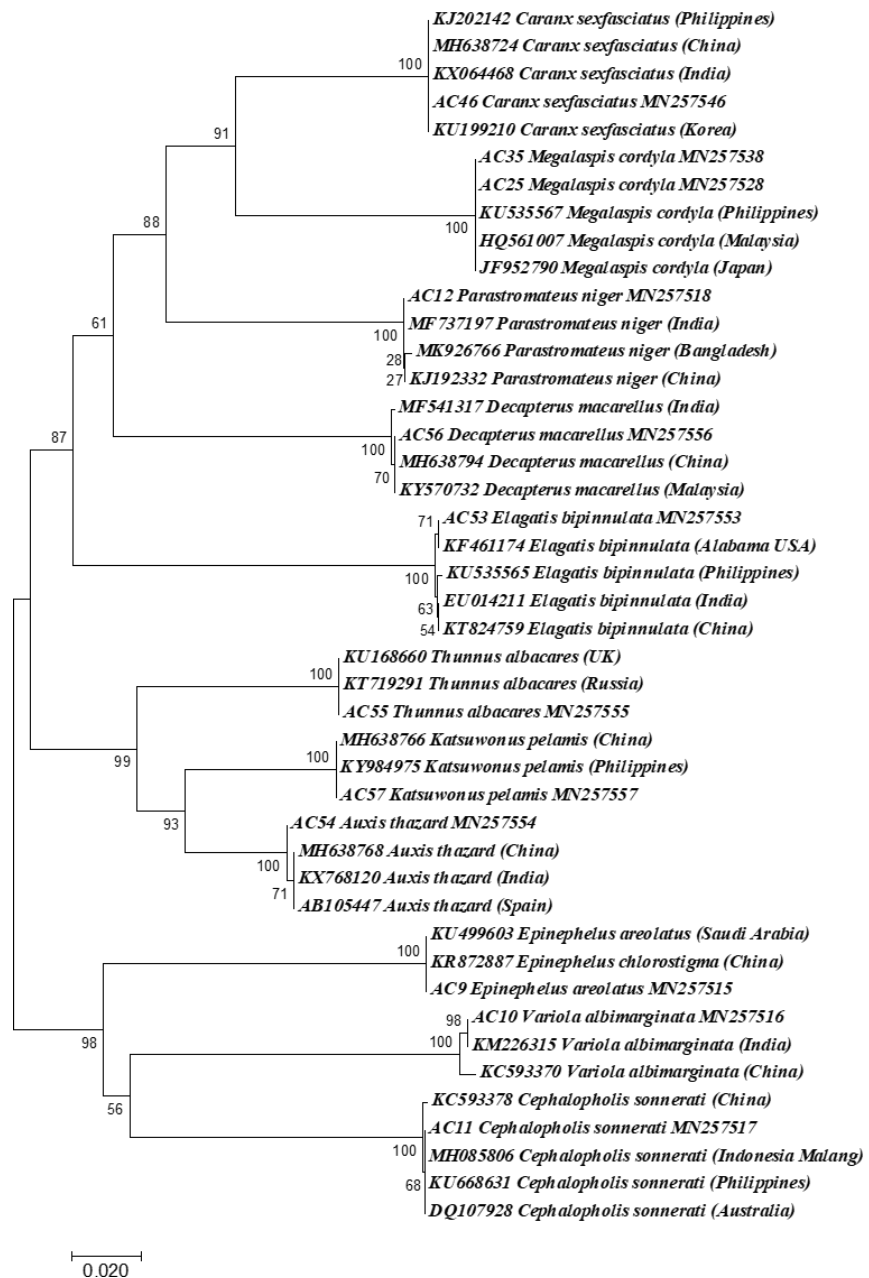 KJ202142 Caranx sexfasciatus (Philippines)
MH638724 Caranx sexfasciatus (China)
100
KX064468 Caranx sexfasciatus (India)
AC46 Caranx sexfasciatus MN257546
KU199210 Caranx sexfasciatus (Korea)
91
AC35 Megalaspis cordyla MN257538
AC25 Megalaspis cordyla MN257528
88
KU535567 Megalaspis cordyla (Philippines)
100
HQ561007 Megalaspis cordyla (Malaysia)
JF952790 Megalaspis cordyla (Japan)
AC12 Parastromateus niger MN257518
61
MF737197 Parastromateus niger (India)
100
MK926766 Parastromateus niger (Bangladesh)
28
KJ192332 Parastromateus niger (China)
27
MF541317 Decapterus macarellus (India)
87
AC56 Decapterus macarellus MN257556
100
MH638794 Decapterus macarellus (China)
70
KY570732 Decapterus macarellus (Malaysia)
AC53 Elagatis bipinnulata MN257553
71
KF461174 Elagatis bipinnulata (Alabama USA)
KU535565 Elagatis bipinnulata (Philippines)
100
EU014211 Elagatis bipinnulata (India)
63
KT824759 Elagatis bipinnulata (China)
54
KU168660 Thunnus albacares (UK)
100
KT719291 Thunnus albacares (Russia)
AC55 Thunnus albacares MN257555
MH638766 Katsuwonus pelamis (China)
99
100
KY984975 Katsuwonus pelamis (Philippines)
AC57 Katsuwonus pelamis MN257557
93
AC54 Auxis thazard MN257554
MH638768 Auxis thazard (China)
100
KX768120 Auxis thazard (India)
71
AB105447 Auxis thazard (Spain)
KU499603 Epinephelus areolatus (Saudi Arabia)
100
KR872887 Epinephelus chlorostigma (China)
AC9 Epinephelus areolatus MN257515
98
AC10 Variola albimarginata MN257516
98
100
KM226315 Variola albimarginata (India)
KC593370 Variola albimarginata (China)
56
KC593378 Cephalopholis sonnerati (China)
AC11 Cephalopholis sonnerati MN257517
100
MH085806 Cephalopholis sonnerati (Indonesia Malang)
68
KU668631 Cephalopholis sonnerati (Philippines)
DQ107928 Cephalopholis sonnerati (Australia)
0.020